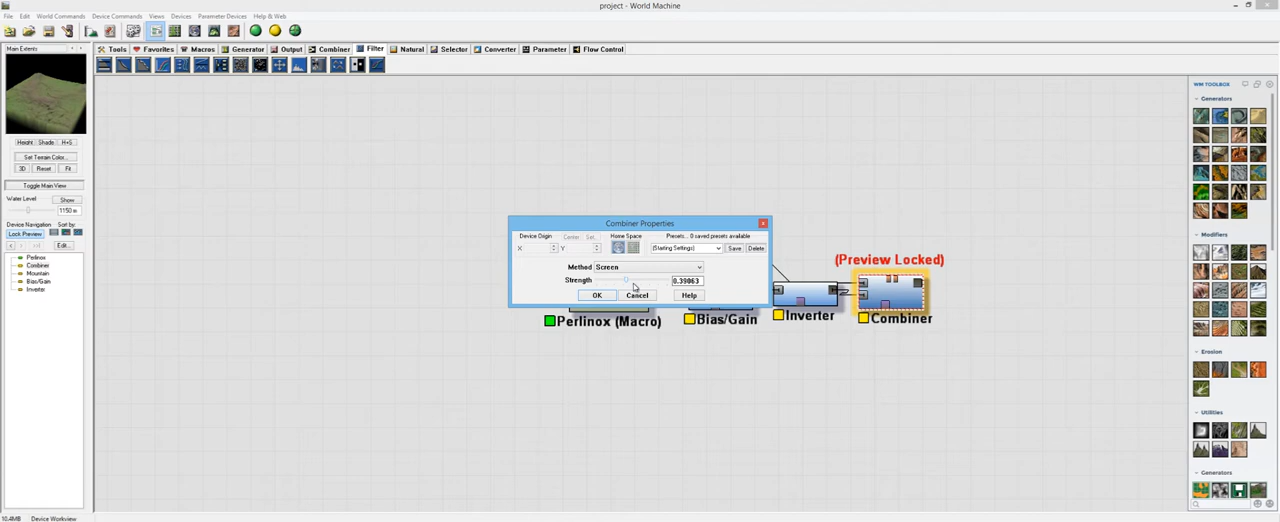 project - World Machine
File Edit World Commands Device Commands Views Devices Parameter Devices Help & Web
Main Extents
Tools Favorites Macros Generator Output Combiner Filter Natural Selector Converter Parameter Flow Control
WM TOOLBOX
Generators
Height Shade H+S
Set Terrain Color...
3D Reset Fit
Toggle Main View
Water Level Show
1150 m
Device Navigation Sort by:
Lock Preview
Edit...
Perlinox
Combiner
Mountain
Bias/Gain
Inverter
Combiner Properties
Device Origin Center Set... Home Space Presets... 0 saved presets available
X Y (Starting Settings) Save Delete
Method Screen
Strength 0.39063
OK Cancel Help
(Preview Locked)
Perlinox (Macro) Bias/Gain Inverter Combiner
Modifiers
Erosion
Utilities
Generators
10.4MB Device Workview